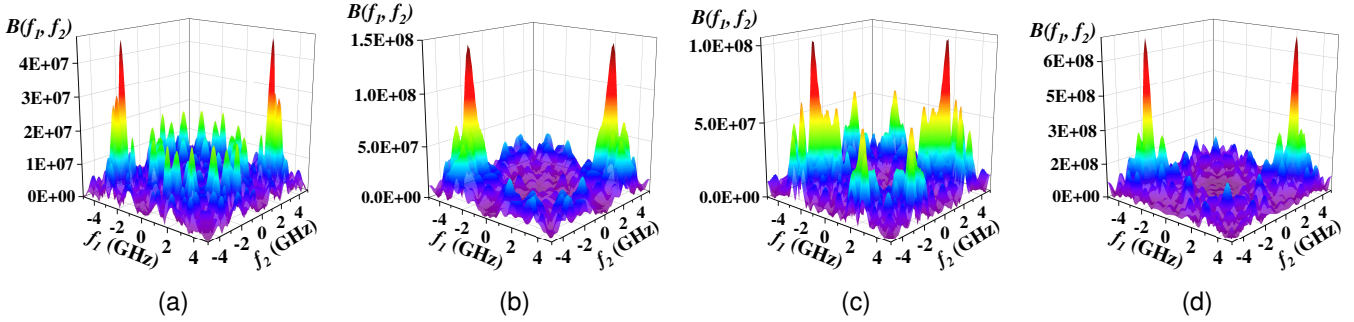 B(f1, f2)
4E+07
3E+07
2E+07
1E+07
0E+00
-4 -2 0 2 4
f1 (GHz)
-4 -2 0 2 4
f2 (GHz)
(a)
B(f1, f2)
1.5E+08
1.0E+08
5.0E+07
0.0E+00
-4 -2 0 2 4
f1 (GHz)
-4 -2 0 2 4
f2 (GHz)
(b)
B(f1, f2)
1.0E+08
5.0E+07
0.0E+00
-4 -2 0 2 4
f1 (GHz)
-4 -2 0 2 4
f2 (GHz)
(c)
B(f1, f2)
6E+08
5E+08
3E+08
2E+08
0E+00
-4 -2 0 2 4
f1 (GHz)
-4 -2 0 2 4
f2 (GHz)
(d)